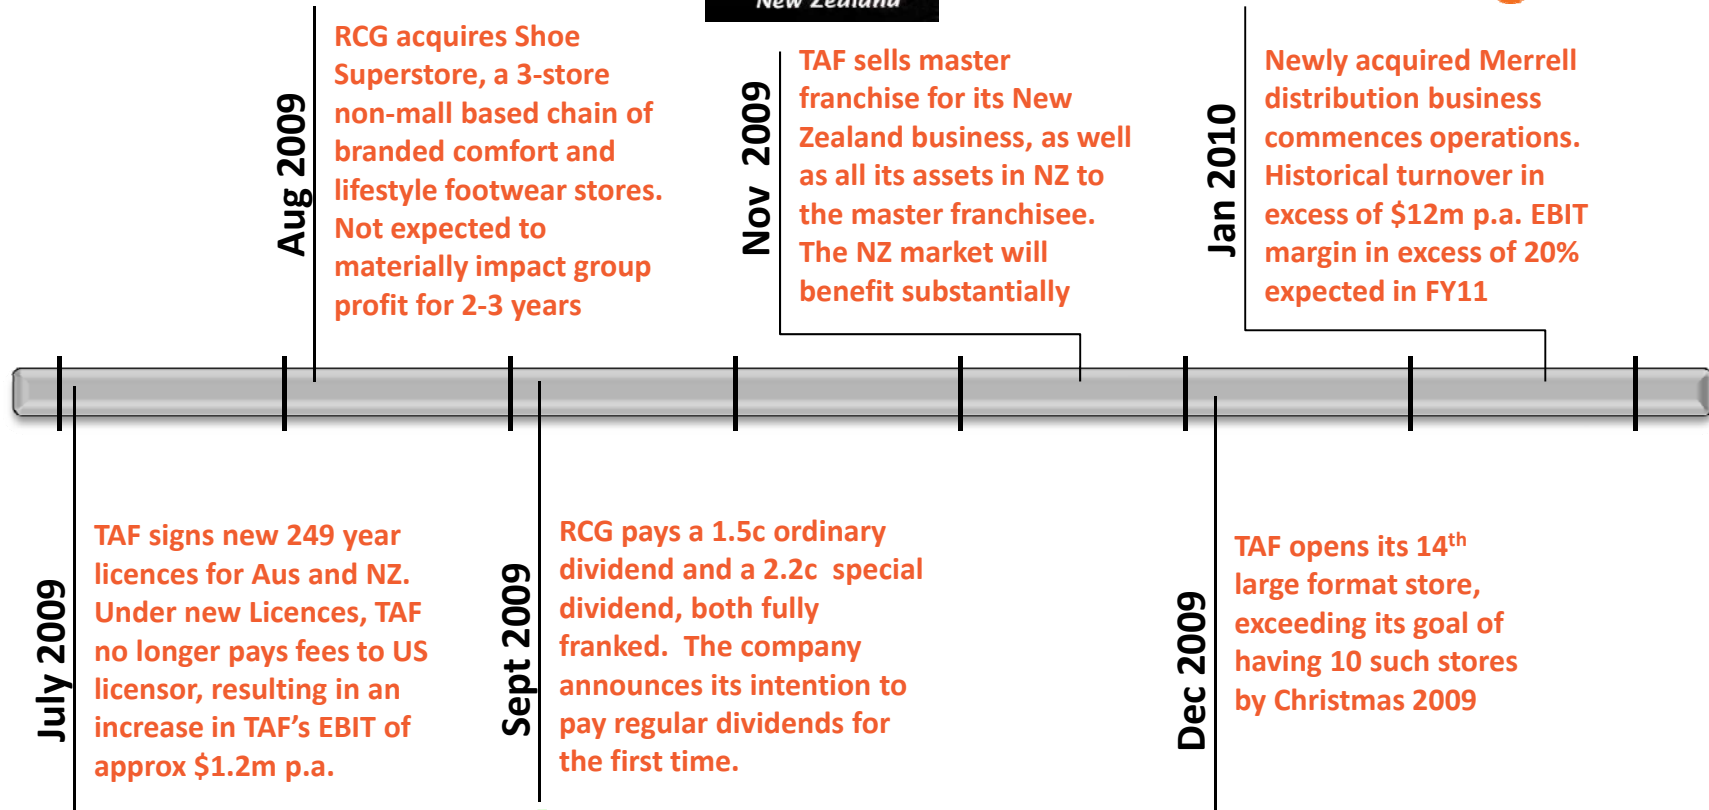 New Zealand
Aug 2009
RCG acquires Shoe
Superstore, a 3-store
non-mall based chain of
branded comfort and
lifestyle footwear stores.
Not expected to
materially impact group
profit for 2-3 years
Nov 2009
TAF sells master
franchise for its New
Zealand business, as well
as all its assets in NZ to
the master franchisee.
The NZ market will
benefit substantially
Jan 2010
Newly acquired Merrell
distribution business
commences operations.
Historical turnover in
excess of $12m p.a. EBIT
margin in excess of 20%
expected in FY11
July 2009
TAF signs new 249 year
licences for Aus and NZ.
Under new Licences, TAF
no longer pays fees to US
licensor, resulting in an
increase in TAF’s EBIT of
approx $1.2m p.a.
Sept 2009
RCG pays a 1.5c ordinary
dividend and a 2.2c special
dividend, both fully
franked. The company
announces its intention to
pay regular dividends for
the first time.
Dec 2009
TAF opens its 14th
large format store,
exceeding its goal of
having 10 such stores
by Christmas 2009